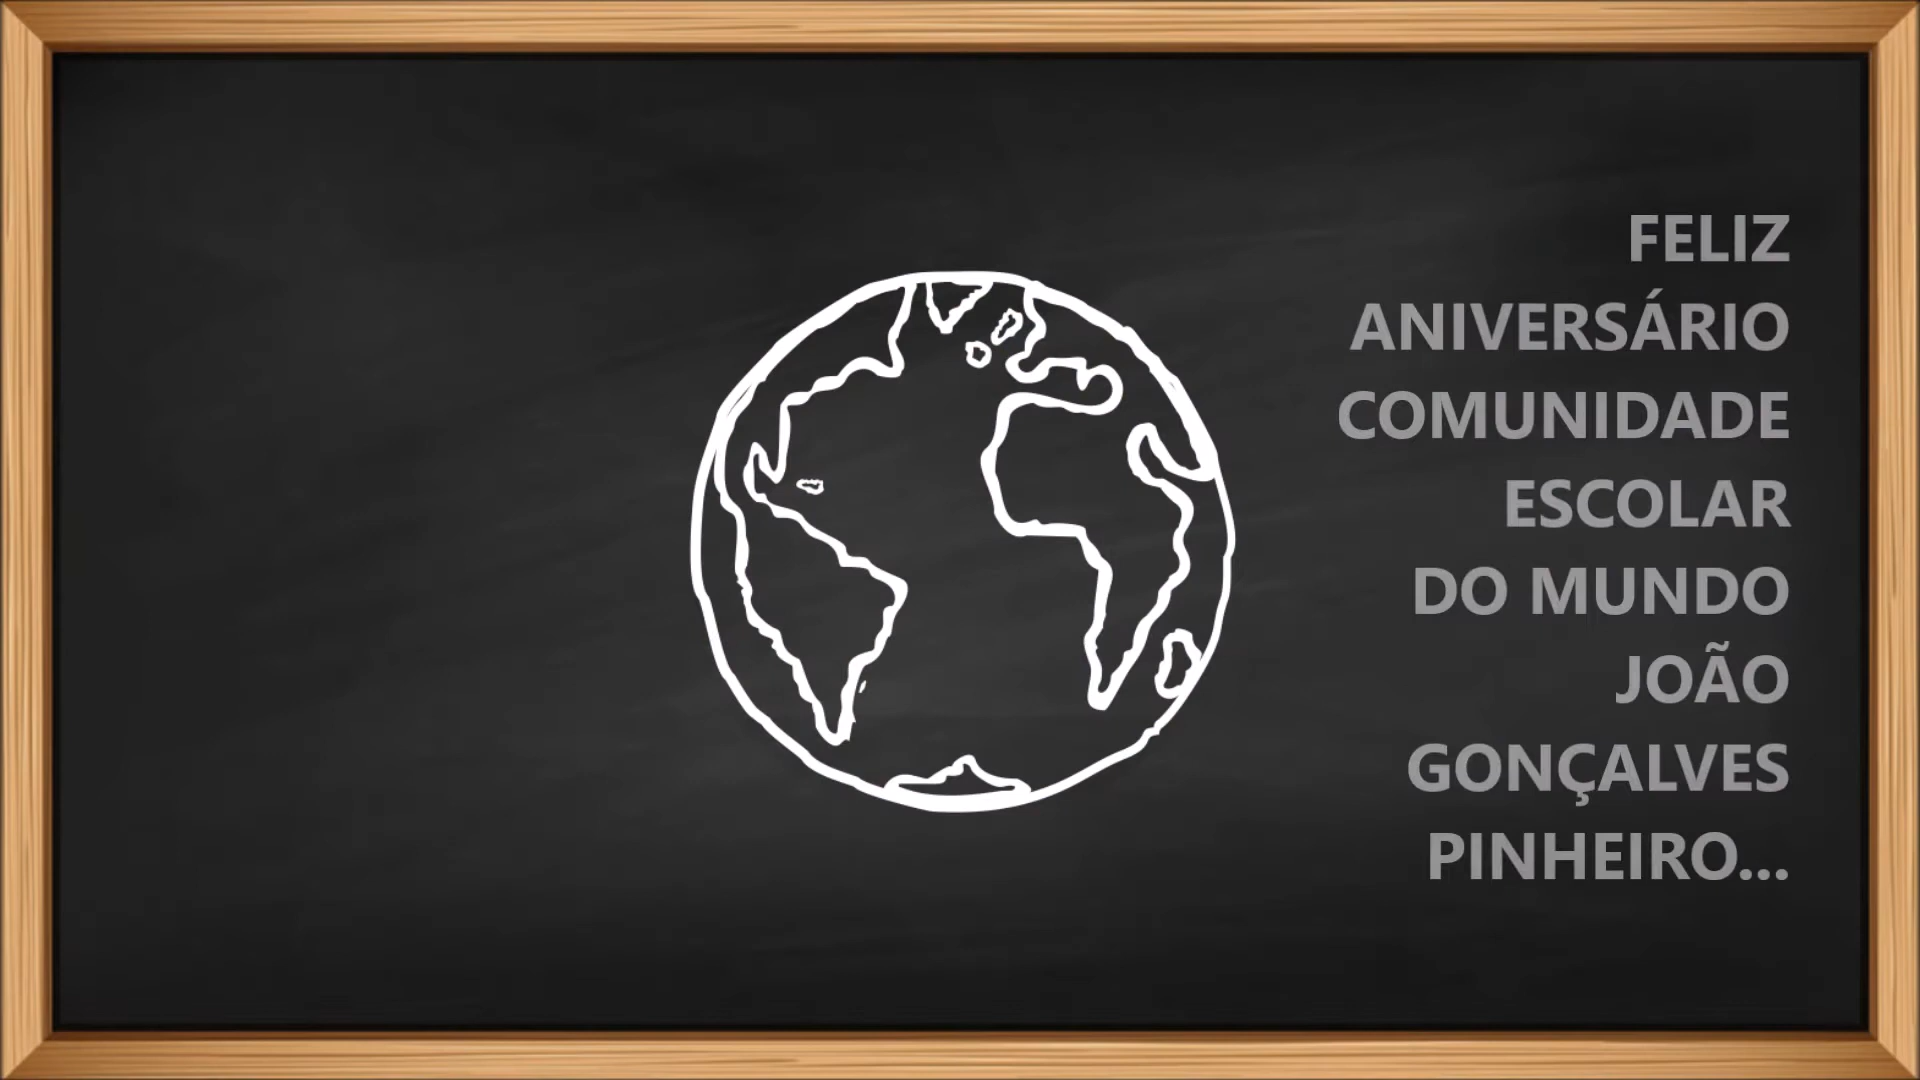 FELIZ
ANIVERSÁRIO
COMUNIDADE
ESCOLAR
DO MUNDO
JOÃO
GONÇALVES
PINHEIRO...